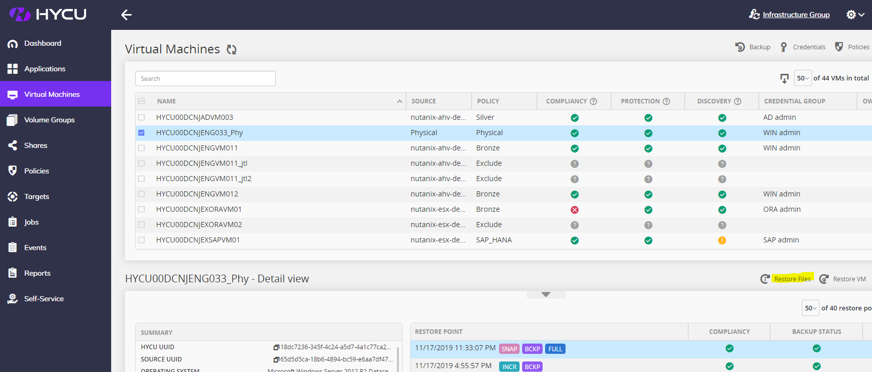 HYCU
Infrastructure Group
Dashboard
Applications
Virtual Machines
Volume Groups
Shares
Policies
Targets
Jobs
Events
Reports
Self-Service
Virtual Machines
Backup Credentials Policies
Search
50 of 44 VMs in total
NAME SOURCE POLICY COMPLIANCY PROTECTION DISCOVERY CREDENTIAL GROUP OW
HYCU00DCNJADVM003 nutanix-ahv-de... Silver AD admin
HYCU00DCNJENG033_Phy Physical Physical WIN admin
HYCU00DCNJENGVM011 nutanix-ahv-de... Bronze WIN admin
HYCU00DCNJENGVM011_jtl nutanix-ahv-de... Exclude
HYCU00DCNJENGVM011_jtl2 nutanix-ahv-de... Exclude
HYCU00DCNJENGVM012 nutanix-ahv-de... Bronze WIN admin
HYCU00DCNJEXORAVM01 nutanix-esx-de... Bronze ORA admin
HYCU00DCNJEXORAVM02 nutanix-esx-de... Exclude
HYCU00DCNJEXSAPVM01 nutanix-esx-de... SAP_HANA SAP admin
HYCU00DCNJENG033_Phy - Detail view
Restore Files Restore VM
50 of 40 restore po
SUMMARY
HYCU UUID 18dc7236-345f-4c24-a5d7-4a1c77ca2...
SOURCE UUID 65d5d5ca-18b6-4894-bc59-e6aa7df47...
OPERATING SYSTEM Microsoft Windows Server 2012 R2 Datace
RESTORE POINT COMPLIANCY BACKUP STATUS
11/17/2019 11:33:07 PM SNAP BCKP FULL
11/17/2019 4:55:57 PM INCR BCKP